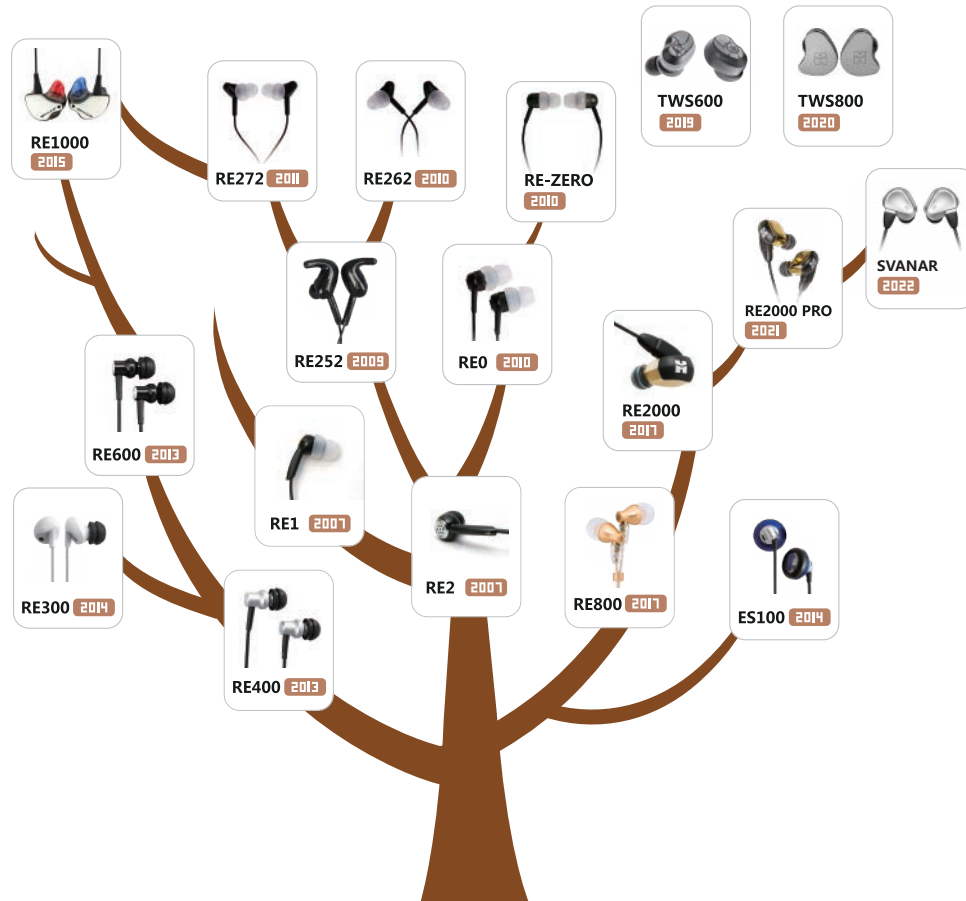 TWS600
2019
TWS800
2020
RE1000
2015
RE272 2011
RE262 2010
RE-ZERO
2010
SVANAR
2022
RE2000 PRO
2021
RE252 2009
RE0 2010
RE2000
2017
RE600 2013
RE1 2007
RE2 2007
RE300 2014
RE800 2017
ES100 2014
RE400 2013